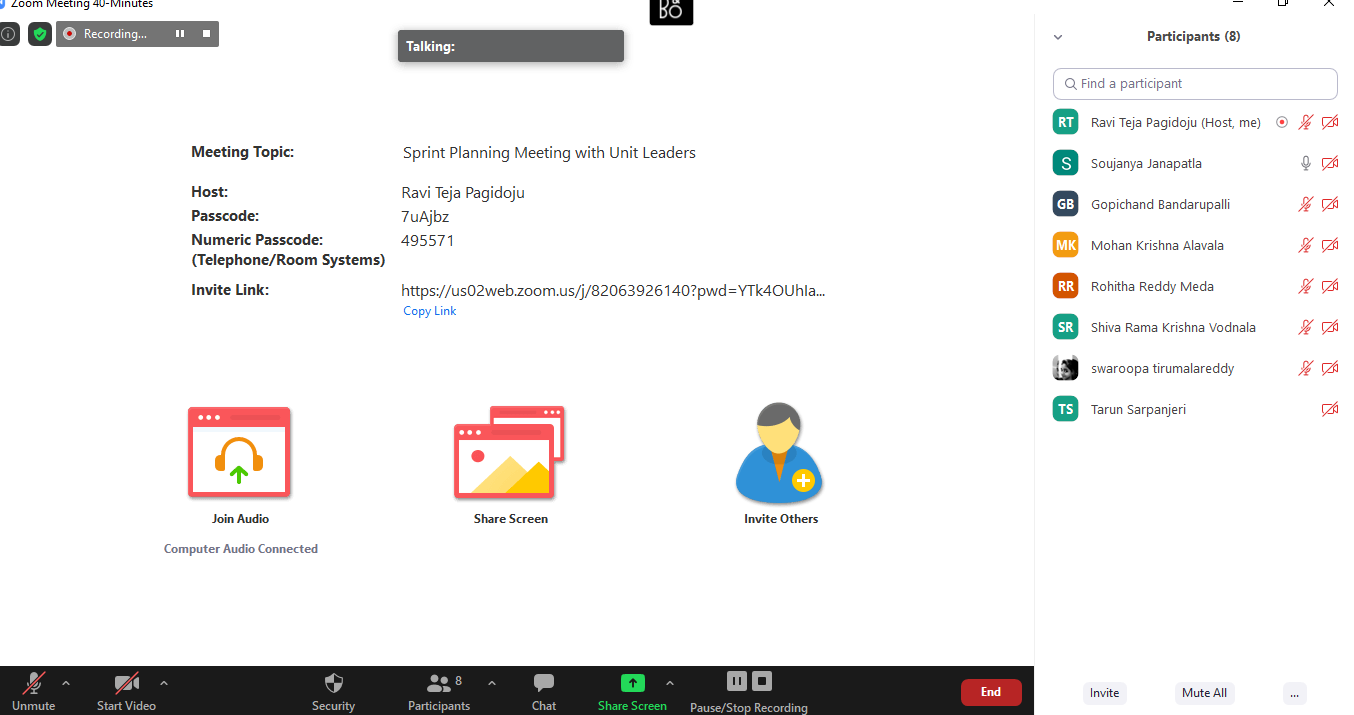 Zoom Meeting 40-Minutes
Recording...
B&O
Talking:
Meeting Topic: Sprint Planning Meeting with Unit Leaders
Host: Ravi Teja Pagidoju
Passcode: 7uAjbz
Numeric Passcode: 495571
(Telephone/Room Systems)
Invite Link: https://us02web.zoom.us/j/82063926140?pwd=YTk4OUhIa...
Copy Link
Join Audio
Computer Audio Connected
Share Screen
Invite Others
Unmute
Start Video
Security
8
Participants
Chat
Share Screen
Pause/Stop Recording
End
Participants (8)
Find a participant
RT Ravi Teja Pagidoju (Host, me)
S Soujanya Janapatla
GB Gopichand Bandarupalli
MK Mohan Krishna Alavala
RR Rohitha Reddy Meda
SR Shiva Rama Krishna Vodnala
swaroopa tirumalareddy
TS Tarun Sarpanjeri
Invite
Mute All
...